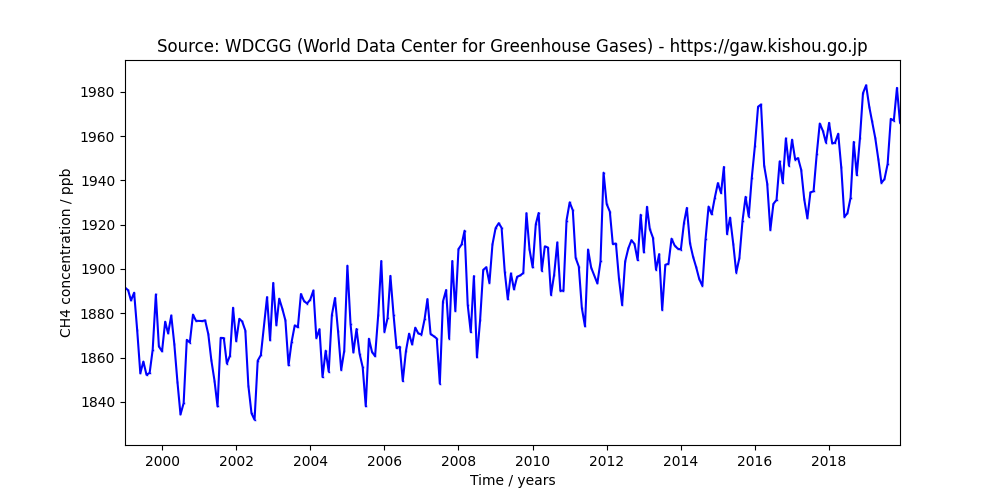 Source: WDCGG (World Data Center for Greenhouse Gases) - https://gaw.kishou.go.jp
CH4 concentration / ppb
1980
1960
1940
1920
1900
1880
1860
1840
2000 2002 2004 2006 2008 2010 2012 2014 2016 2018
Time / years